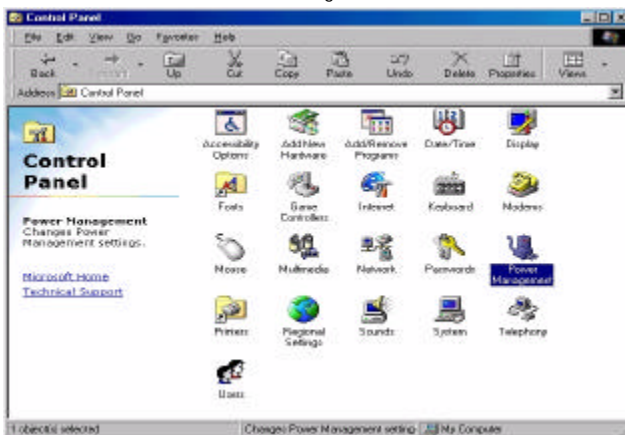 Control Panel
File Edit View Go Favorites Help
Back Forward Up Cut Copy Paste Undo Delete Properties Views
Address Control Panel
Control
Panel
Power Management
Changes Power
Management settings.
Microsoft Home
Technical Support
Accessibility
Options
Add New
Hardware
Add/Remove
Programs
Date/Time
Display
Fonts
Game
Controllers
Internet
Keyboard
Modems
Mouse
Multimedia
Network
Passwords
Power
Management
Printers
Regional
Settings
Sounds
System
Telephony
Users
1 object(s) selected
Changes Power Management setting
My Computer